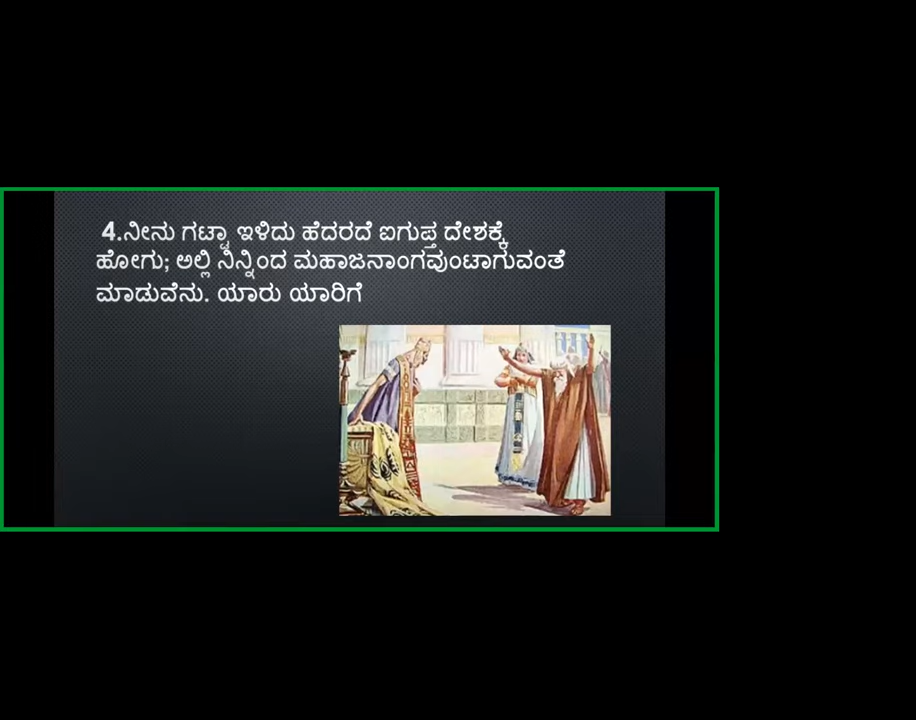 4.ನೀನು ಗಟ್ಟಾ ಇಳಿದು ಹೆದರದೆ ಐಗುಪ್ತ ದೇಶಕ್ಕೆ
ಹೋಗು; ಅಲ್ಲಿ ನಿನ್ನಿಂದ ಮಹಾಜನಾಂಗವುಂಟಾಗುವಂತೆ
ಮಾಡುವೆನು. ಯಾರು ಯಾರಿಗೆ